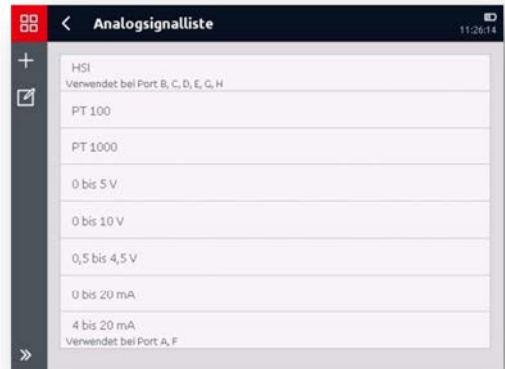 Analogsignalliste
11:26:14
HSI
Verwendet bei Port B, C, D, E, G, H
PT 100
PT 1000
0 bis 5 V
0 bis 10 V
0,5 bis 4,5 V
0 bis 20 mA
4 bis 20 mA
Verwendet bei Port A, F